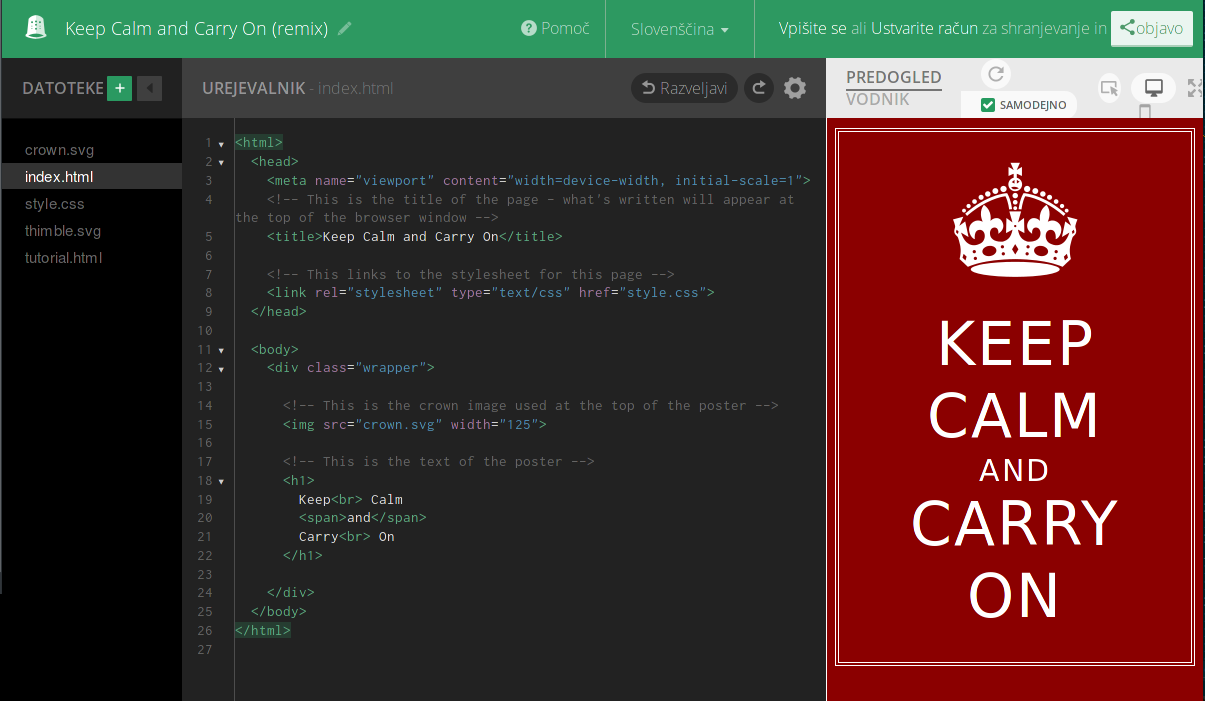 Keep Calm and Carry On (remix)
Pomoč
Slovenščina
Vpišite se ali Ustvarite račun za shranjevanje in
objavo
DATOTEKE
crown.svg
index.html
style.css
thimble.svg
tutorial.html
UREJEVALNIK - index.html
Razveljavi
1 <html>
2 <head>
3 <meta name="viewport" content="width=device-width, initial-scale=1">
4 <!-- This is the title of the page - what's written will appear at
the top of the browser window -->
5 <title>Keep Calm and Carry On</title>
6
7 <!-- This links to the stylesheet for this page -->
8 <link rel="stylesheet" type="text/css" href="style.css">
9 </head>
10
11 <body>
12 <div class="wrapper">
13
14 <!-- This is the crown image used at the top of the poster -->
15 <img src="crown.svg" width="125">
16
17 <!-- This is the text of the poster -->
18 <h1>
19 Keep<br> Calm
20 <span>and</span>
21 Carry<br> On
22 </h1>
23
24 </div>
25 </body>
26 </html>
27
PREDOGLED
VODNIK
SAMODEJNO
KEEP
CALM
AND
CARRY
ON